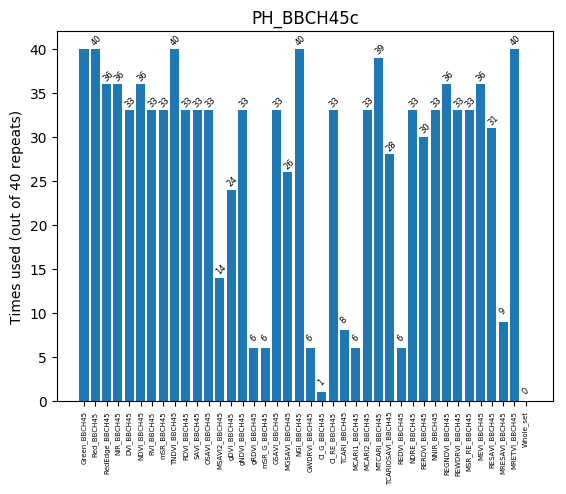 PH_BBCH45c
Times used (out of 40 repeats)
40
35
30
25
20
15
10
5
0
40
36
36
33
36
33
33
40
33
33
33
14
24
33
6
6
33
26
40
6
1
33
8
6
33
39
28
6
33
30
33
36
33
33
36
31
9
40
0
Green_BBCH45
Red_BBCH45
RedEdge_BBCH45
NIR_BBCH45
DVI_BBCH45
NDVI_BBCH45
RVI_BBCH45
mSR_BBCH45
TNDVI_BBCH45
RDVI_BBCH45
SAVI_BBCH45
OSAVI_BBCH45
MSAVI2_BBCH45
gDVI_BBCH45
gNDVI_BBCH45
gRDVI_BBCH45
mSR_G_BBCH45
GSAVI_BBCH45
MGSAVI_BBCH45
NGI_BBCH45
GWDRVI_BBCH45
CI_G_BBCH45
CI_RE_BBCH45
TCARI_BBCH45
MCARI1_BBCH45
MCARI2_BBCH45
MTCARI_BBCH45
TCARIOSAVI_BBCH45
REDVI_BBCH45
NDRE_BBCH45
RERDVI_BBCH45
NNIR_BBCH45
REGNDVI_BBCH45
REWDRVI_BBCH45
MSR_RE_BBCH45
MEVI_BBCH45
RESAVI_BBCH45
MRESAVI_BBCH45
MRETVI_BBCH45
Whole_set